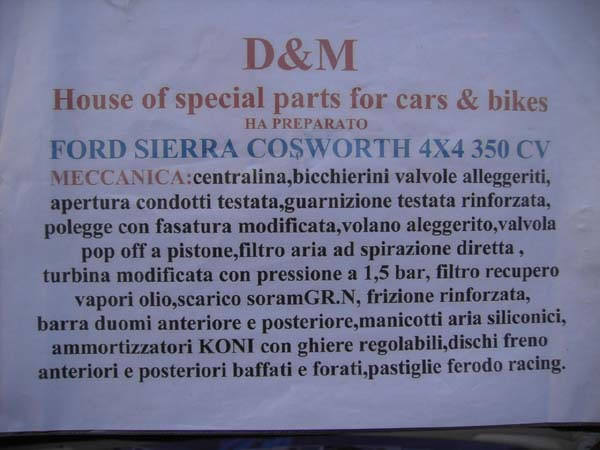 D&M
House of special parts for cars & bikes
HA PREPARATO
FORD SIERRA COSWORTH 4X4 350 CV
MECCANICA:centralina,bicchierini valvole alleggeriti,
apertura condotti testata,guarnizione testata rinforzata,
polegge con fasatura modificata,volano aleggerito,valvola
pop off a pistone,filtro aria ad spirazione diretta ,
turbina modificata con pressione a 1,5 bar, filtro recupero
vapori olio,scarico soramGR.N, frizione rinforzata,
barra duomi anteriore e posteriore,manicotti aria siliconici,
ammortizzatori KONI con ghiere regolabili,dischi freno
anteriori e posteriori baffati e forati,pastiglie ferodo racing.